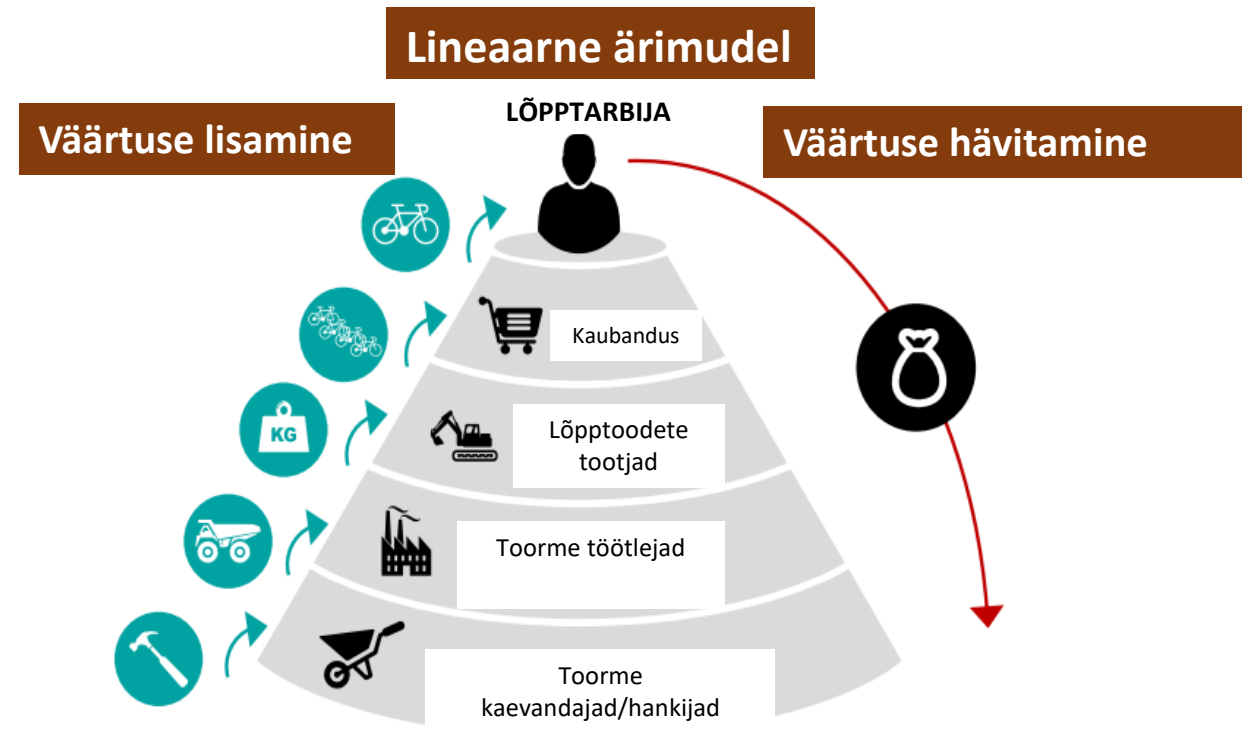 Lineaarne ärimudel
LÕPPTARBIJA
Väärtuse lisamine
Väärtuse hävitamine
Kaubandus
KG
Lõpptoodete
tootjad
Toorme töötlejad
Toorme
kaevandajad/hankijad